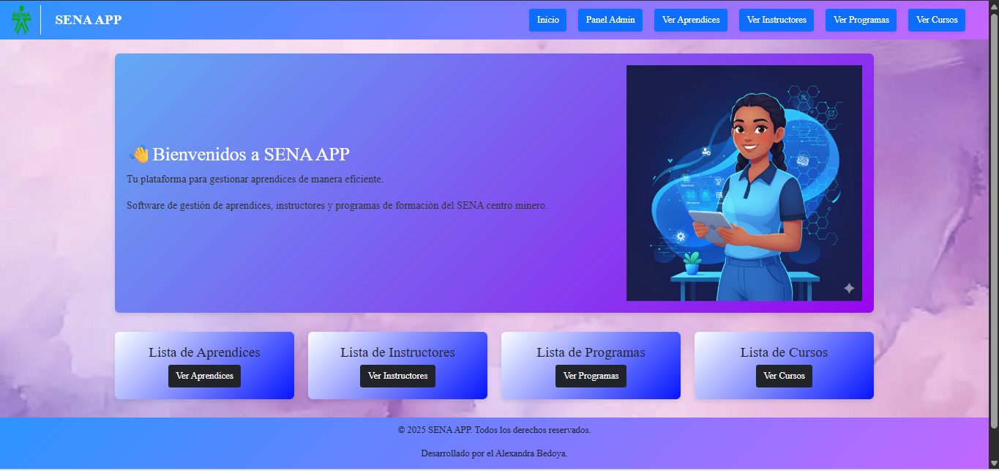 SENA
SENA APP
Inicio
Panel Admin
Ver Aprendices
Ver Instructores
Ver Programas
Ver Cursos
👋Bienvenidos a SENA APP
Tu plataforma para gestionar aprendices de manera eficiente.
Software de gestión de aprendices, instructores y programas de formación del SENA centro minero.
Lista de Aprendices
Ver Aprendices
Lista de Instructores
Ver Instructores
Lista de Programas
Ver Programas
Lista de Cursos
Ver Cursos
© 2025 SENA APP. Todos los derechos reservados.
Desarrollado por el Alexandra Bedoya.